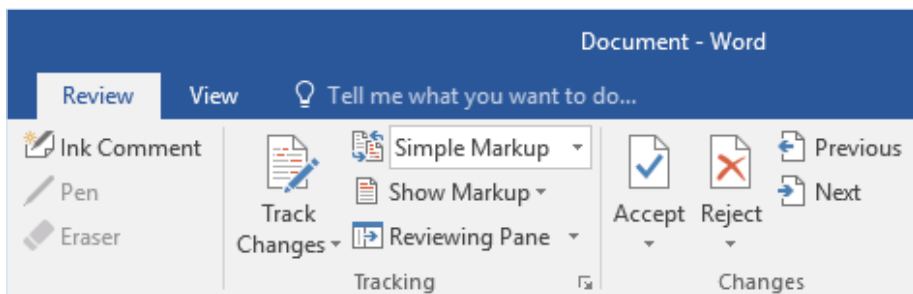 Document - Word
Review View Tell me what you want to do...
Ink Comment
Pen
Eraser
Track
Changes
Simple Markup
Show Markup
Reviewing Pane
Tracking
Accept
Reject
Previous
Next
Changes